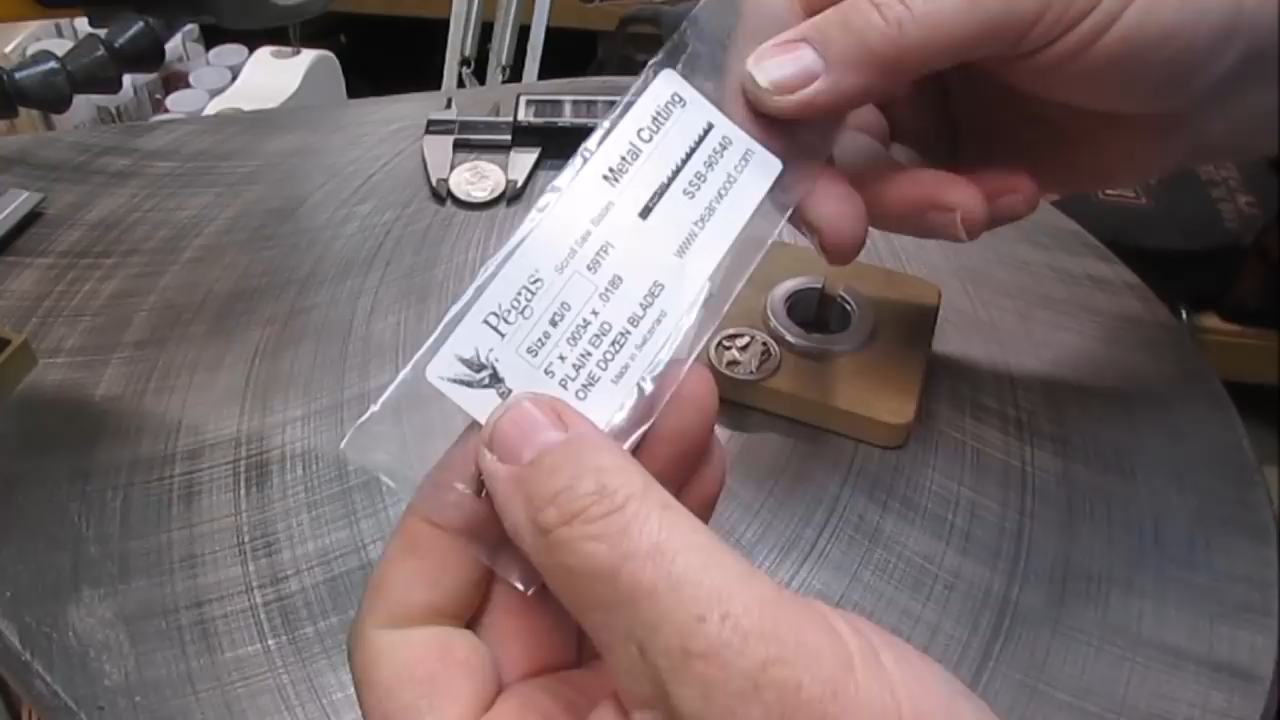 Pégas®
Scroll Saw Blades
Metal Cutting
Size #3/0
59TPI
5" x .0094 x .0189
PLAIN END
SSB-90540
ONE DOZEN BLADES
www.bearwood.com
Made in Switzerland